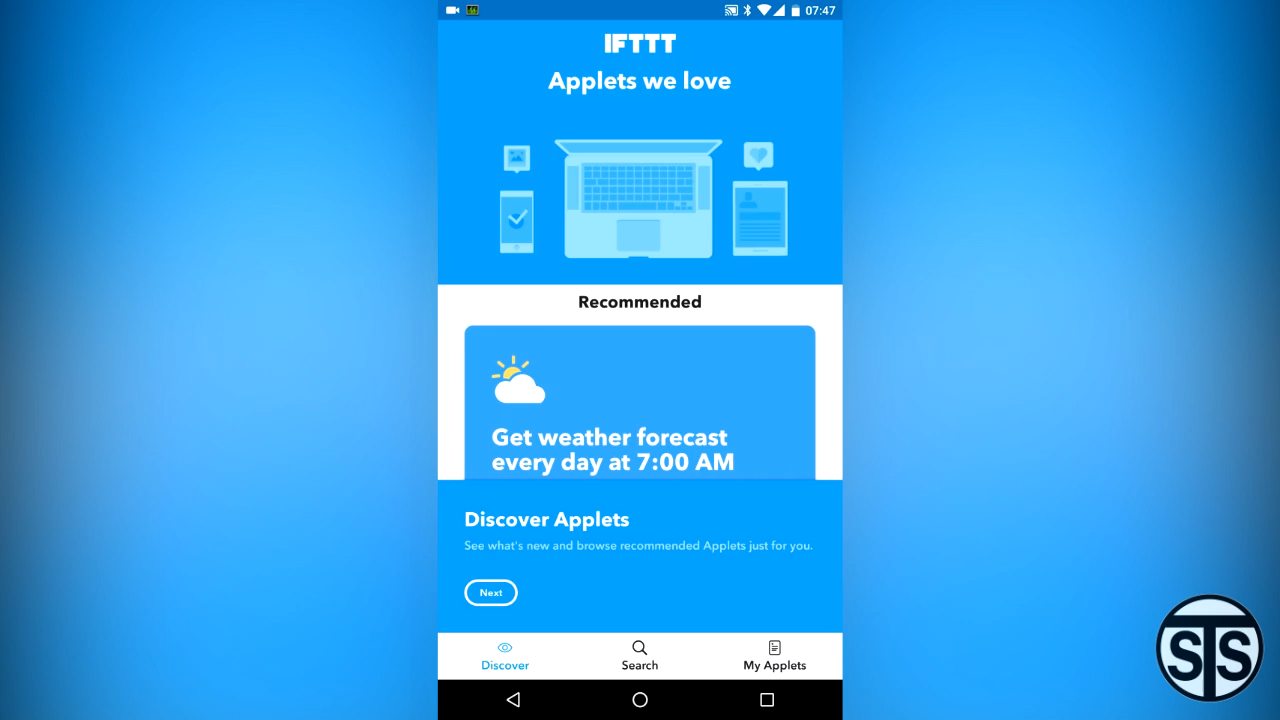 07:47
IFTTT
Applets we love
Recommended
Get weather forecast
every day at 7:00 AM
Discover Applets
See what's new and browse recommended Applets just for you.
Next
Discover
Search
My Applets
STS